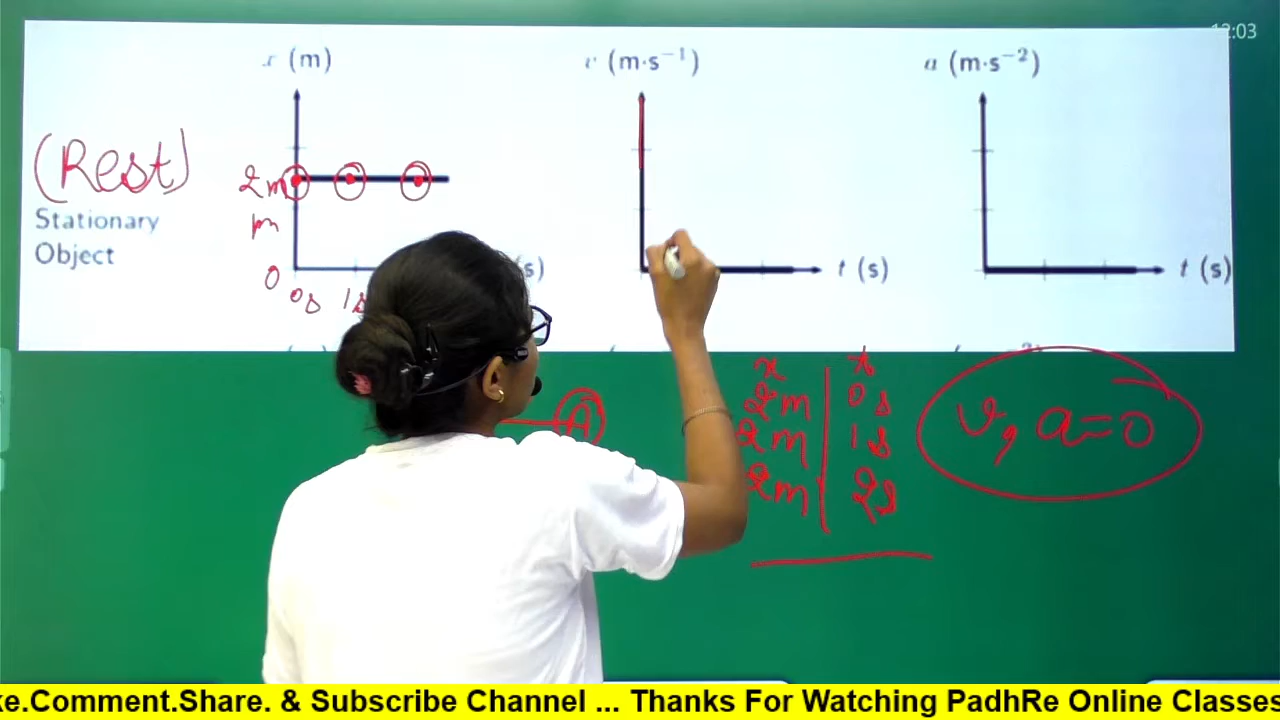 12:03
x (m)
v (m·s⁻¹)
a (m·s⁻²)
(Rest)
Stationary
Object
2m
m
0
0s 1s
s)
t (s)
t (s)
A
x t
2m 0s
2m 1s
2m 2s
v, a=0
ke.Comment.Share. & Subscribe Channel ... Thanks For Watching PadhRe Online Classes